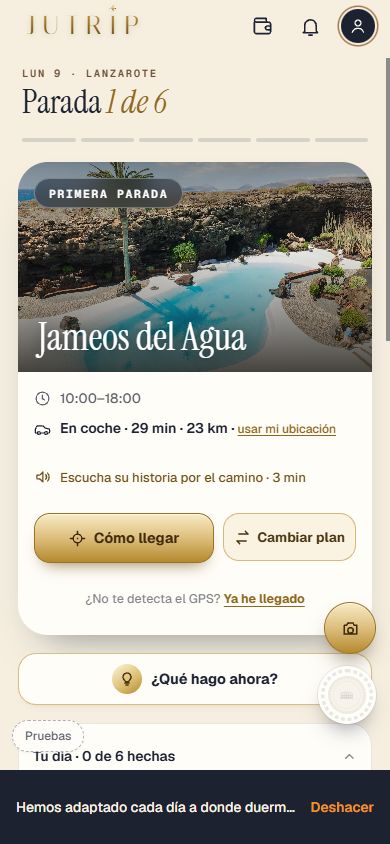 JUTRIP
LUN 9 · LANZAROTE
Parada 1 de 6
PRIMERA PARADA
Jameos del Agua
10:00–18:00
En coche · 29 min · 23 km · usar mi ubicación
Escucha su historia por el camino · 3 min
Cómo llegar
Cambiar plan
¿No te detecta el GPS? Ya he llegado
¿Qué hago ahora?
Pruebas
Tu día · 0 de 6 hechas
Hemos adaptado cada día a donde duerm... Deshacer